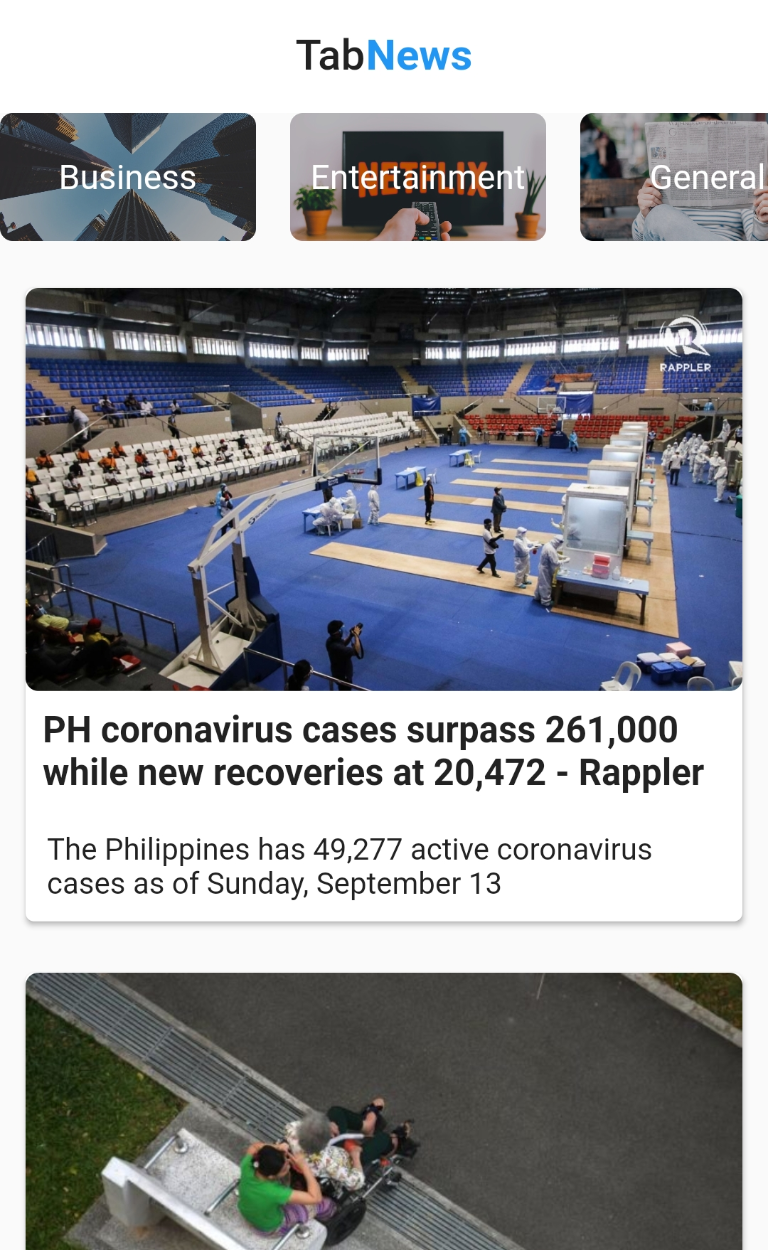 TabNews
Business
Entertainment
NETFLIX
General
RAPPLER
PH coronavirus cases surpass 261,000
while new recoveries at 20,472 - Rappler
The Philippines has 49,277 active coronavirus
cases as of Sunday, September 13